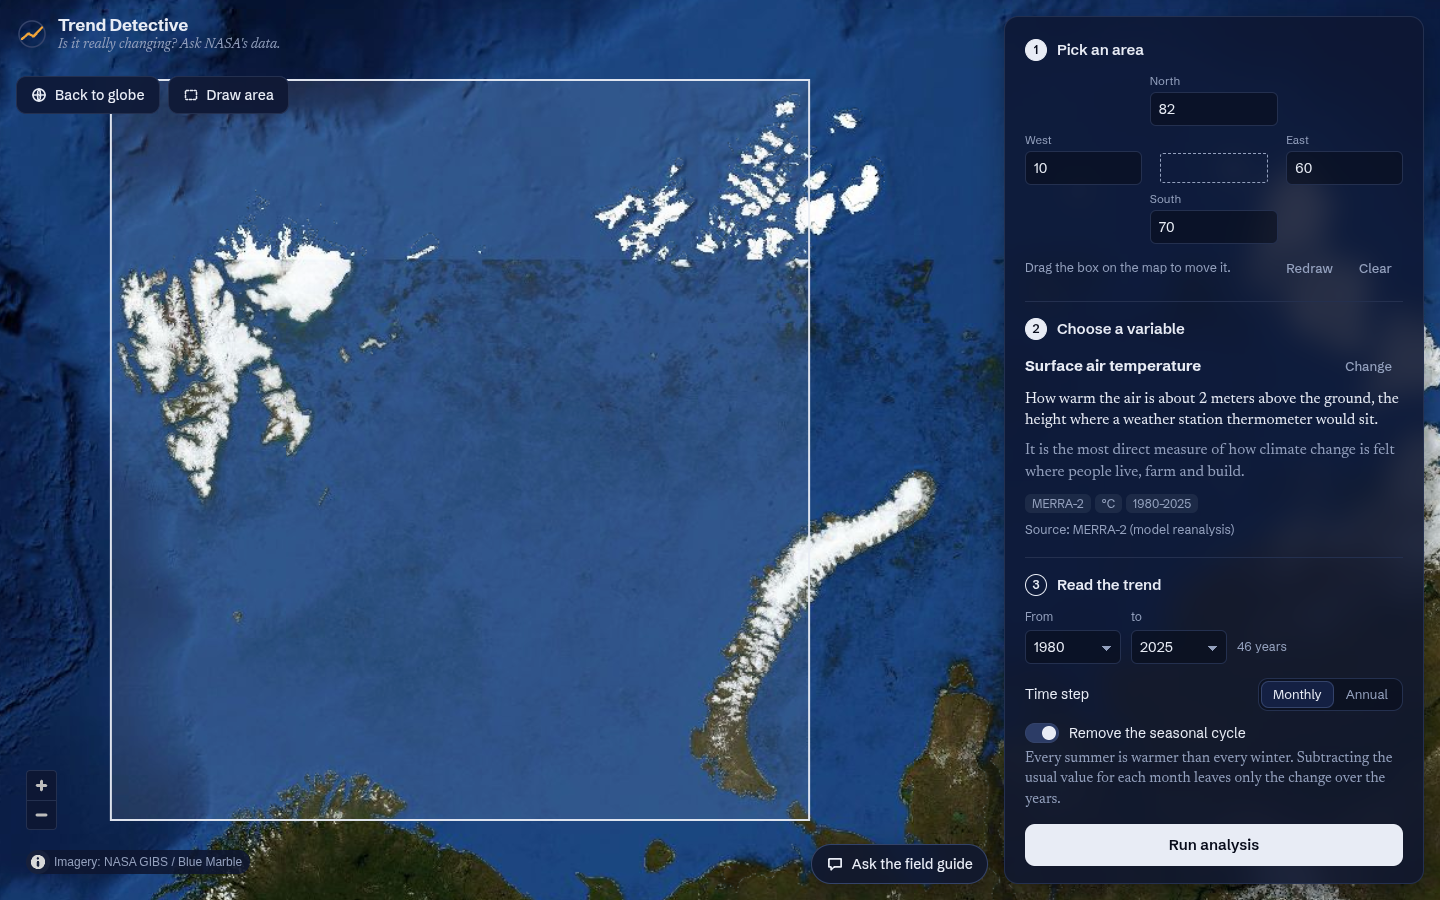 Trend Detective
Is it really changing? Ask NASA's data.
Back to globe
Draw area
1 Pick an area
North
82
West
East
10
60
South
70
Drag the box on the map to move it.
Redraw
Clear
2 Choose a variable
Surface air temperature
Change
How warm the air is about 2 meters above the ground, the
height where a weather station thermometer would sit.
It is the most direct measure of how climate change is felt
where people live, farm and build.
MERRA-2
°C
1980-2025
Source: MERRA-2 (model reanalysis)
3 Read the trend
From
to
1980
2025
46 years
Time step
Monthly
Annual
Remove the seasonal cycle
Every summer is warmer than every winter. Subtracting the
usual value for each month leaves only the change over the
years.
Run analysis
+
−
Imagery: NASA GIBS / Blue Marble
Ask the field guide